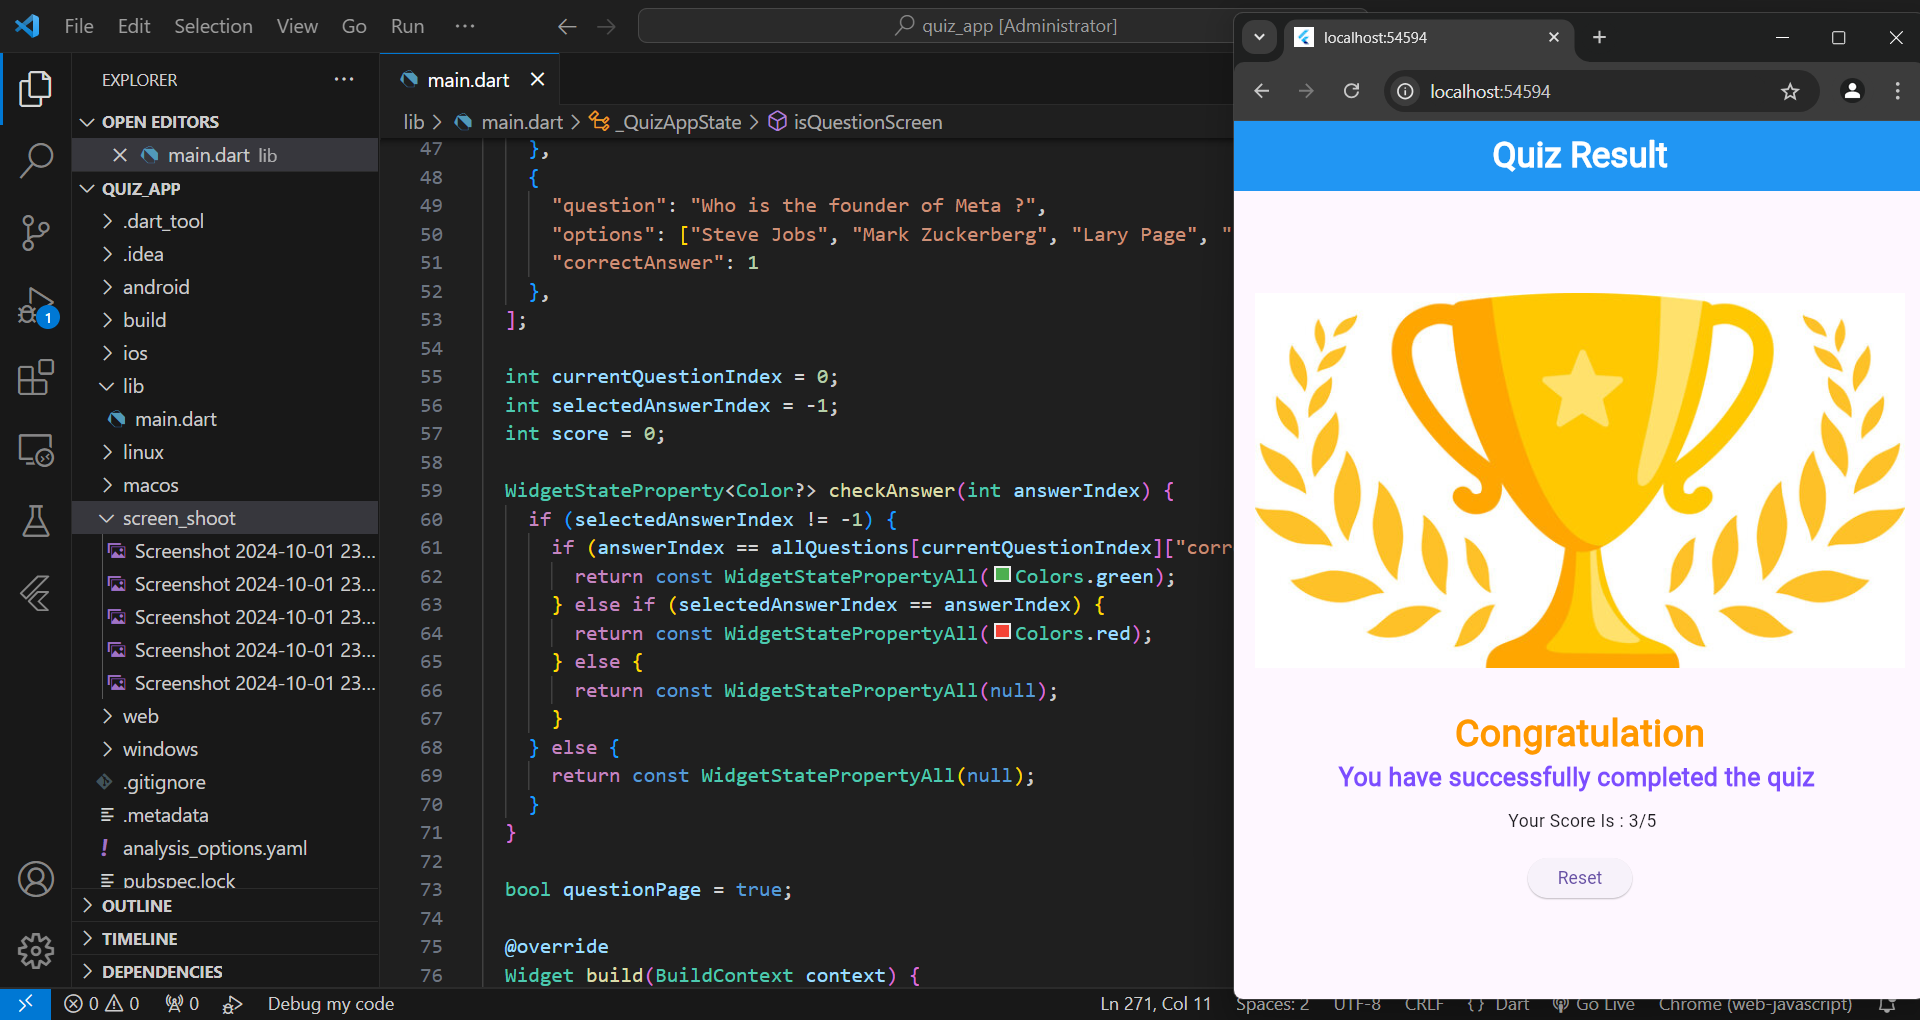 File Edit Selection View Go Run ···
quiz_app [Administrator]
EXPLORER ···
OPEN EDITORS
main.dart lib
QUIZ_APP
.dart_tool
.idea
android
build
ios
lib
main.dart
linux
macos
screen_shoot
Screenshot 2024-10-01 23...
Screenshot 2024-10-01 23...
Screenshot 2024-10-01 23...
Screenshot 2024-10-01 23...
Screenshot 2024-10-01 23...
web
windows
.gitignore
.metadata
! analysis_options.yaml
pubspec.lock
OUTLINE
TIMELINE
DEPENDENCIES
1
main.dart
lib > main.dart > _QuizAppState > isQuestionScreen
47 },
48 {
49 "question": "Who is the founder of Meta ?",
50 "options": ["Steve Jobs", "Mark Zuckerberg", "Lary Page", "
51 "correctAnswer": 1
52 },
53 ];
54
55 int currentQuestionIndex = 0;
56 int selectedAnswerIndex = -1;
57 int score = 0;
58
59 WidgetStateProperty<Color?> checkAnswer(int answerIndex) {
60 if (selectedAnswerIndex != -1) {
61 if (answerIndex == allQuestions[currentQuestionIndex]["corr
62 return const WidgetStatePropertyAll(Colors.green);
63 } else if (selectedAnswerIndex == answerIndex) {
64 return const WidgetStatePropertyAll(Colors.red);
65 } else {
66 return const WidgetStatePropertyAll(null);
67 }
68 } else {
69 return const WidgetStatePropertyAll(null);
70 }
71 }
72
73 bool questionPage = true;
74
75 @override
76 Widget build(BuildContext context) {
localhost:54594
localhost:54594
Quiz Result
Congratulation
You have successfully completed the quiz
Your Score Is : 3/5
Reset
0 0 0 Debug my code Ln 271, Col 11 Spaces: 2 UTF-8 CRLF {} Dart Go Live Chrome (web-javascript)